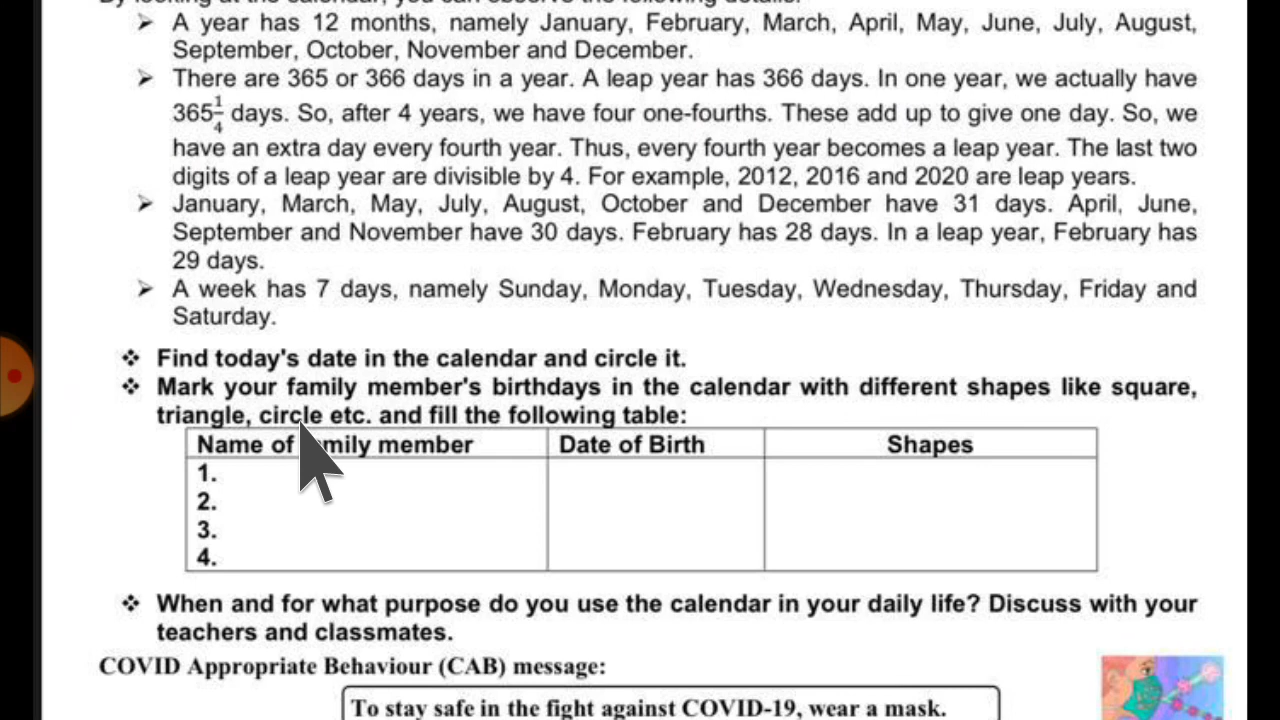 A year has 12 months, namely January, February, March, April, May, June, July, August,
September, October, November and December.
There are 365 or 366 days in a year. A leap year has 366 days. In one year, we actually have
365¼ days. So, after 4 years, we have four one-fourths. These add up to give one day. So, we
have an extra day every fourth year. Thus, every fourth year becomes a leap year. The last two
digits of a leap year are divisible by 4. For example, 2012, 2016 and 2020 are leap years.
January, March, May, July, August, October and December have 31 days. April, June,
September and November have 30 days. February has 28 days. In a leap year, February has
29 days.
A week has 7 days, namely Sunday, Monday, Tuesday, Wednesday, Thursday, Friday and
Saturday.
Find today's date in the calendar and circle it.
Mark your family member's birthdays in the calendar with different shapes like square,
triangle, circle etc. and fill the following table:
Name of family member Date of Birth Shapes
1.
2.
3.
4.
When and for what purpose do you use the calendar in your daily life? Discuss with your
teachers and classmates.
COVID Appropriate Behaviour (CAB) message:
To stay safe in the fight against COVID-19, wear a mask.